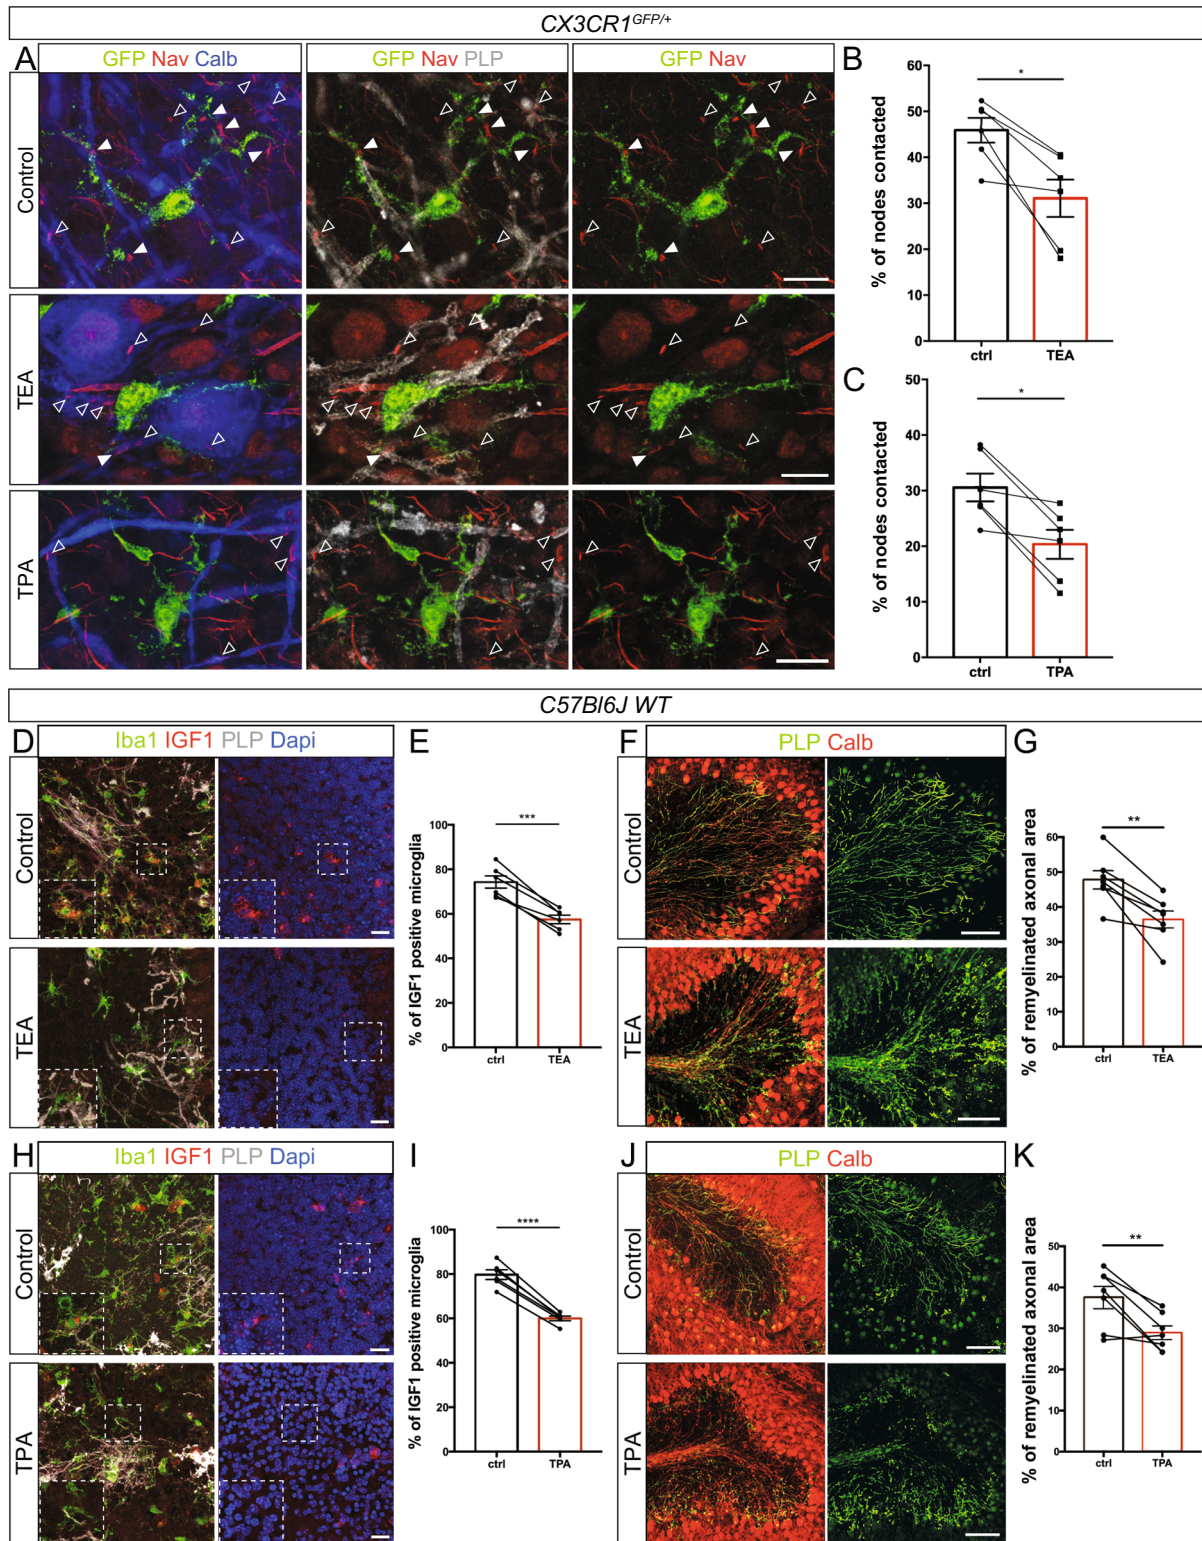 CX3CR1^GFP/+
A
GFP Nav Calb
GFP Nav PLP
GFP Nav
Control
TEA
TPA
B
% of nodes contacted
60
50
40
30
20
10
0
*
ctrl TEA
C
% of nodes contacted
50
40
30
20
10
0
*
ctrl TPA
C57Bl6J WT
D
Iba1 IGF1 PLP Dapi
Control
TEA
E
% of IGF1 positive microglia
100
80
60
40
20
0
***
ctrl TEA
F
PLP Calb
Control
TEA
G
% of remyelinated axonal area
60
50
40
30
20
10
0
**
ctrl TEA
H
Iba1 IGF1 PLP Dapi
Control
TPA
I
% of IGF1 positive microglia
100
80
60
40
20
0
****
ctrl TPA
J
PLP Calb
Control
TPA
K
% of remyelinated axonal area
50
40
30
20
10
0
**
ctrl TPA